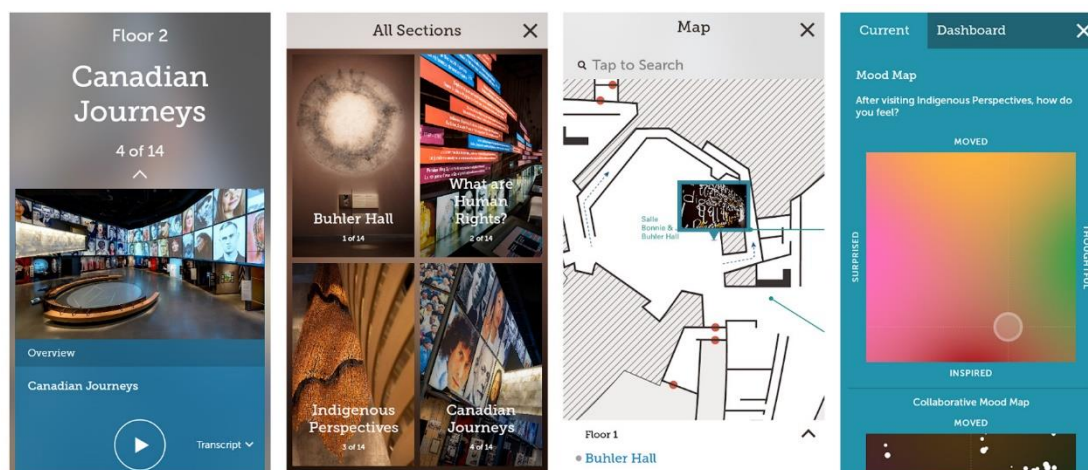 Floor 2
Canadian
Journeys
4 of 14
Overview
Canadian Journeys
Transcript
All Sections
Buhler Hall
1 of 14
What are
Human
Rights?
2 of 14
Indigenous
Perspectives
3 of 14
Canadian
Journeys
4 of 14
Map
Tap to Search
Salle
Bonnie &
Buhler Hall
Floor 1
Buhler Hall
Current
Dashboard
Mood Map
After visiting Indigenous Perspectives, how do
you feel?
MOVED
SURPRISED
THOUGHTFUL
INSPIRED
Collaborative Mood Map
MOVED